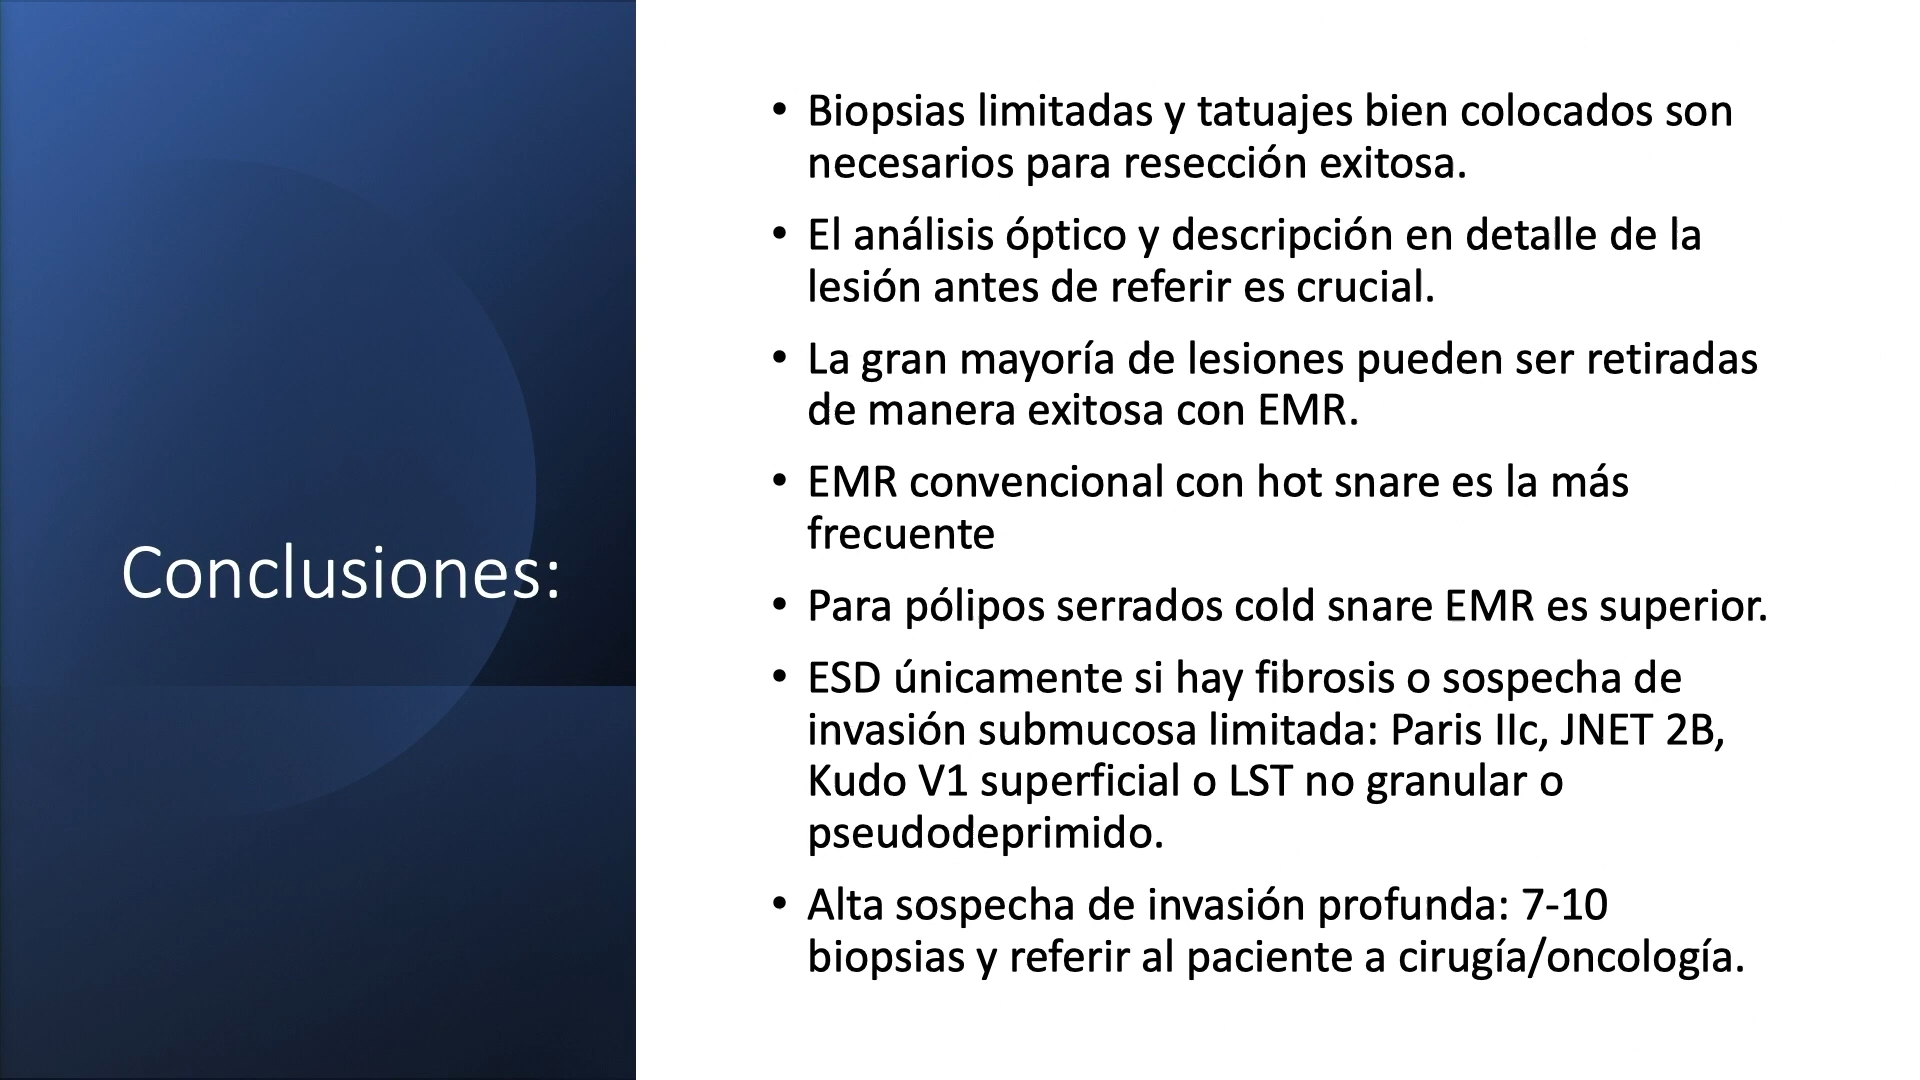 Conclusiones:
• Biopsias limitadas y tatuajes bien colocados son
necesarios para resección exitosa.
• El análisis óptico y descripción en detalle de la
lesión antes de referir es crucial.
• La gran mayoría de lesiones pueden ser retiradas
de manera exitosa con EMR.
• EMR convencional con hot snare es la más
frecuente
• Para pólipos serrados cold snare EMR es superior.
• ESD únicamente si hay fibrosis o sospecha de
invasión submucosa limitada: Paris IIc, JNET 2B,
Kudo V1 superficial o LST no granular o
pseudodeprimido.
• Alta sospecha de invasión profunda: 7-10
biopsias y referir al paciente a cirugía/oncología.